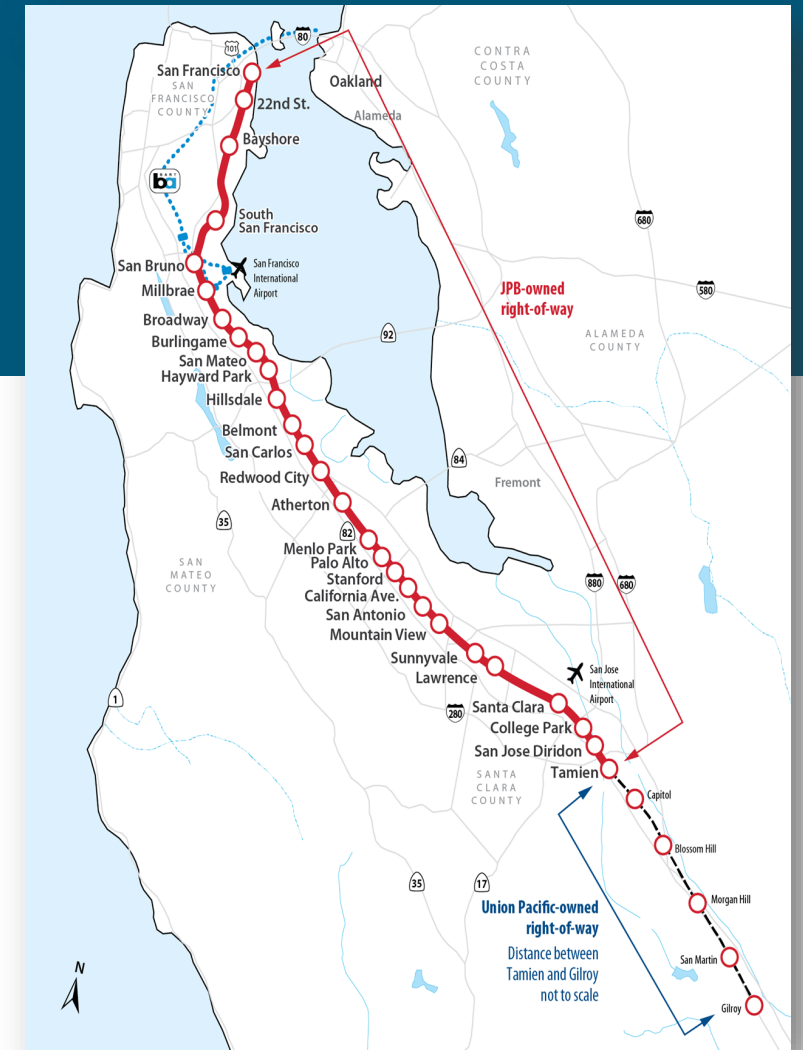 80
101
CONTRA
COSTA
COUNTY
San Francisco
SAN
FRANCISCO
COUNTY
Oakland
22nd St.
Alameda
Bayshore
BART
ba
South
San Francisco
680
San Bruno
San Francisco
International
Airport
Millbrae
JPB-owned
right-of-way
580
Broadway
92
ALAMEDA
COUNTY
Burlingame
San Mateo
Hayward Park
Hillsdale
Belmont
San Carlos
84
Redwood City
Fremont
Atherton
35
82
Menlo Park
Palo Alto
SAN
MATEO
COUNTY
Stanford
880
680
California Ave.
San Antonio
Mountain View
Sunnyvale
Lawrence
San Jose
International
Airport
1
280
Santa Clara
College Park
San Jose Diridon
Tamien
SANTA
CLARA
COUNTY
Capitol
Blossom Hill
35
17
Morgan Hill
Union Pacific-owned
right-of-way
Distance between
Tamien and Gilroy
not to scale
San Martin
N
Gilroy